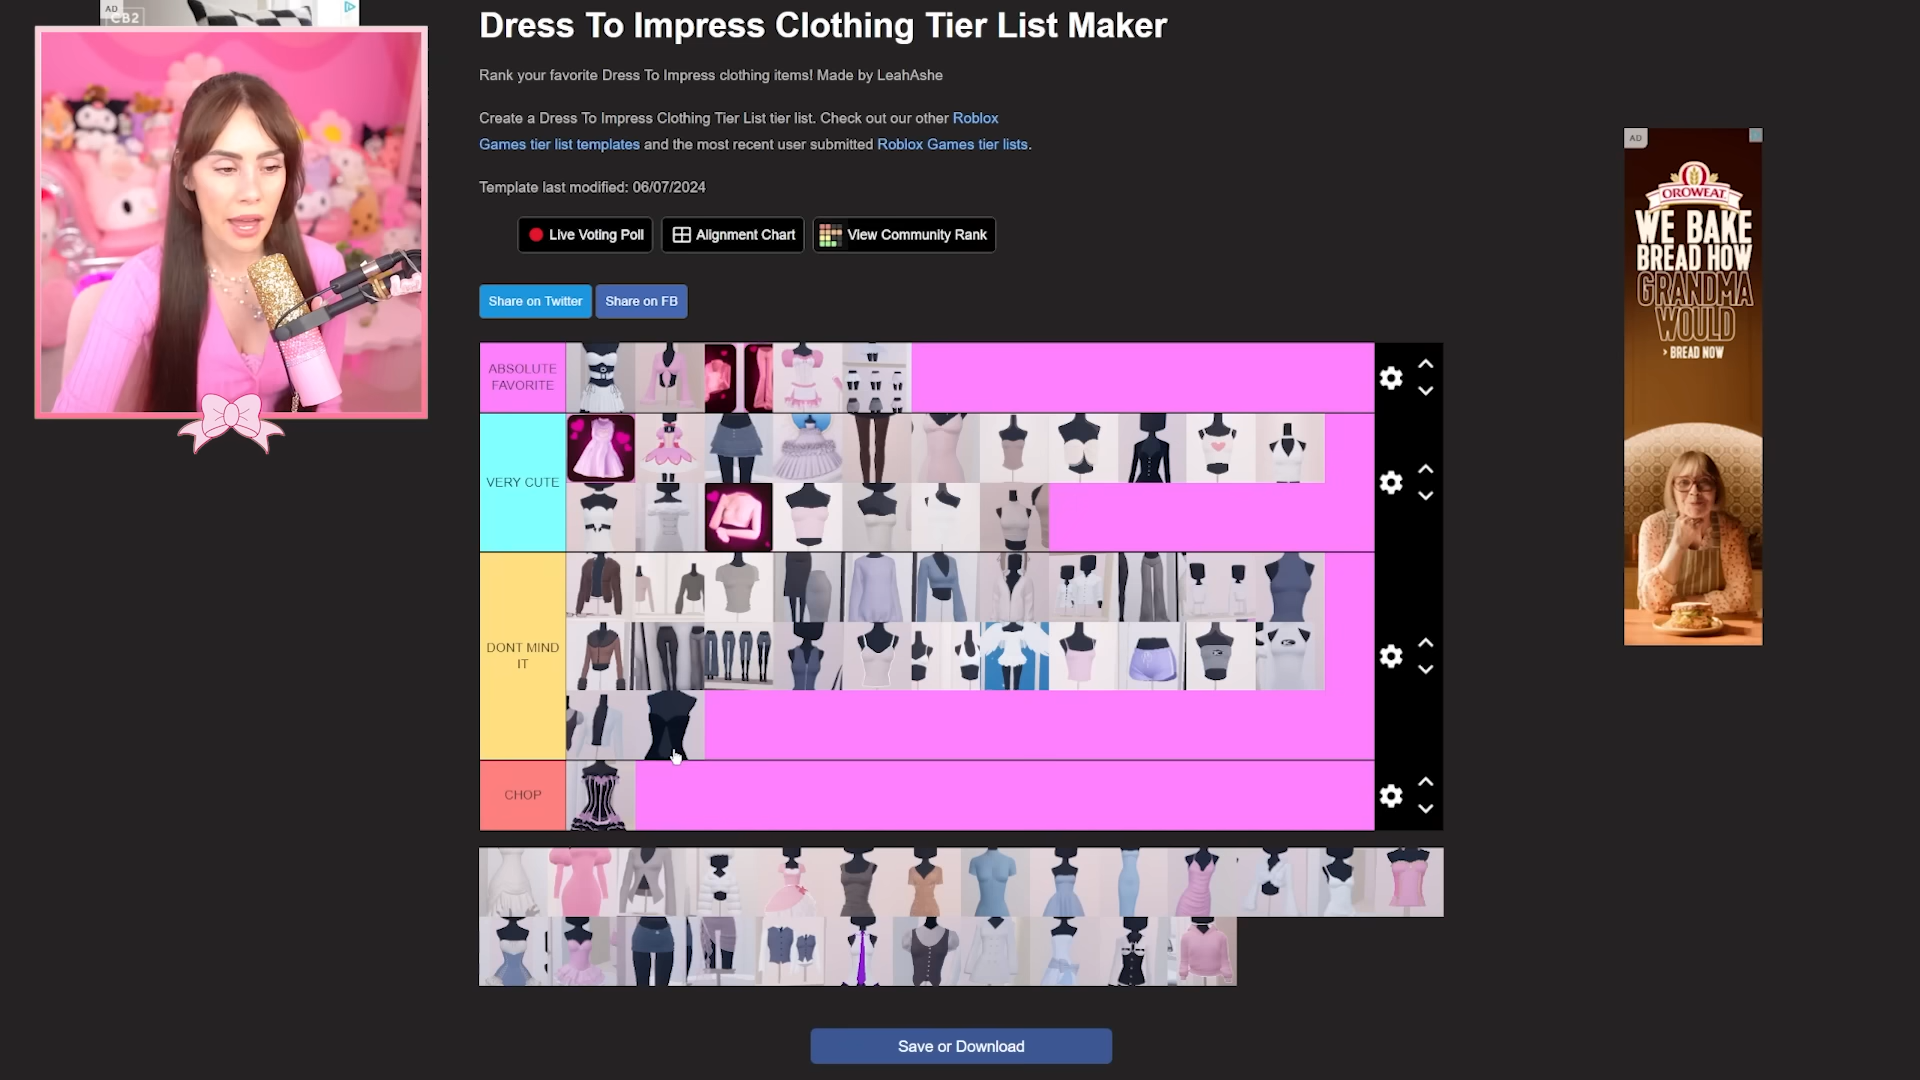 AD
CB2
Dress To Impress Clothing Tier List Maker
Rank your favorite Dress To Impress clothing items! Made by LeahAshe
Create a Dress To Impress Clothing Tier List tier list. Check out our other Roblox
Games tier list templates and the most recent user submitted Roblox Games tier lists.
Template last modified: 06/07/2024
Live Voting Poll
Alignment Chart
View Community Rank
Share on Twitter
Share on FB
ABSOLUTE
FAVORITE
VERY CUTE
DONT MIND
IT
CHOP
Save or Download
AD
OROWEAT
WE BAKE
BREAD HOW
GRANDMA
WOULD
› BREAD NOW